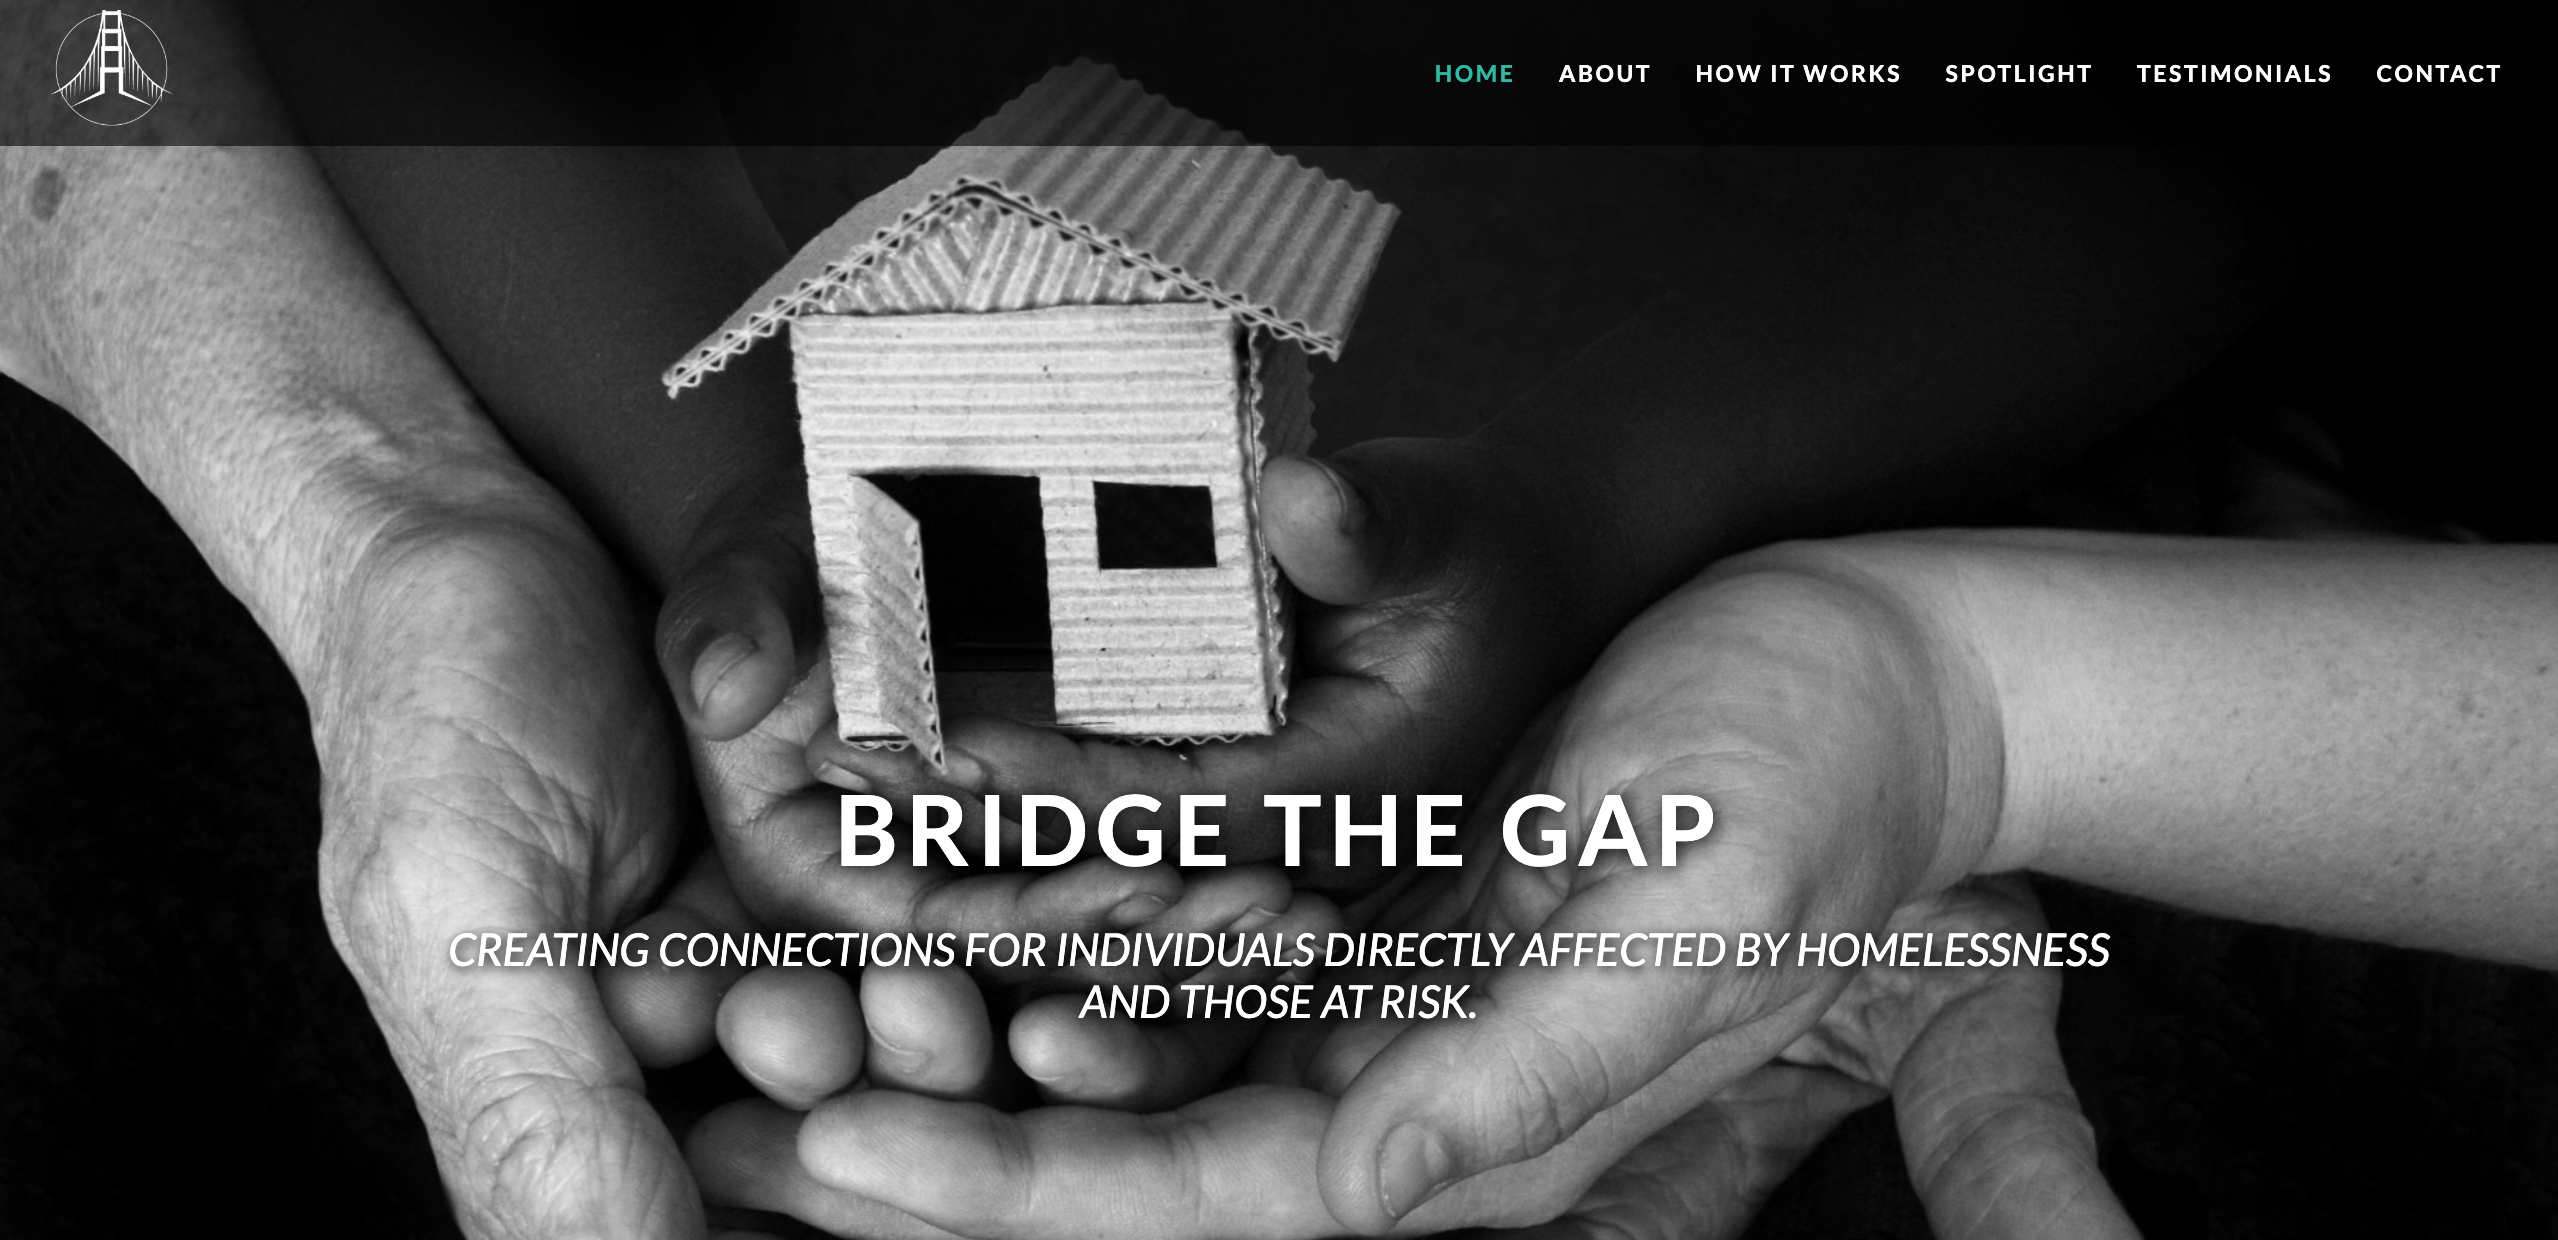 HOME ABOUT HOW IT WORKS SPOTLIGHT TESTIMONIALS CONTACT
BRIDGE THE GAP
CREATING CONNECTIONS FOR INDIVIDUALS DIRECTLY AFFECTED BY HOMELESSNESS
AND THOSE AT RISK.